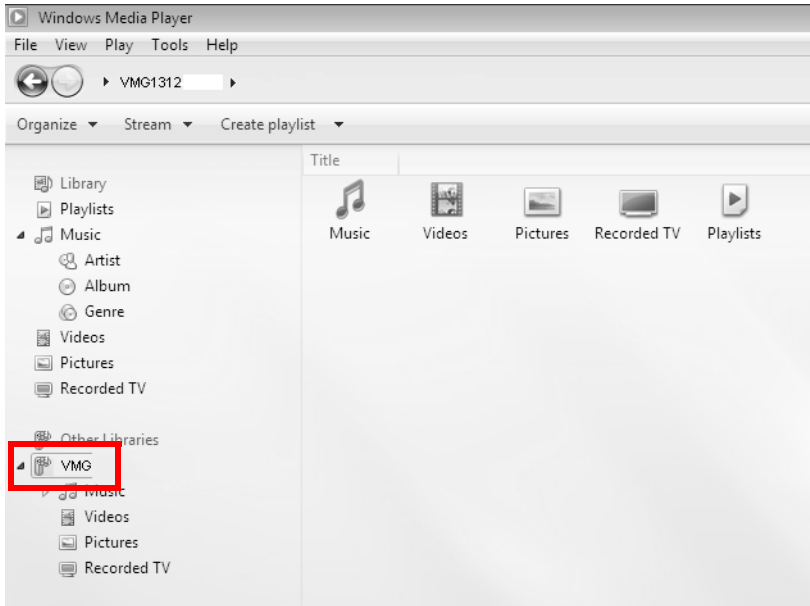 Windows Media Player
File View Play Tools Help
VMG1312
Organize Stream Create playlist
Title
Library
Playlists
Music
Artist
Album
Genre
Videos
Pictures
Recorded TV
Other Libraries
VMG
Music
Videos
Pictures
Recorded TV
Music Videos Pictures Recorded TV Playlists